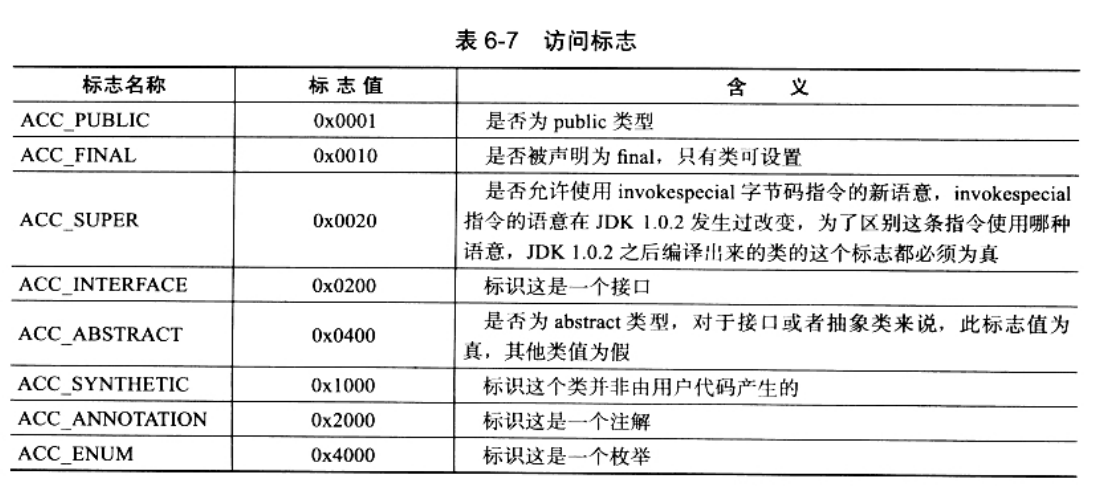 表 6-7 访问标志
标志名称 标 志 值 含 义
ACC_PUBLIC 0x0001 是否为 public 类型
ACC_FINAL 0x0010 是否被声明为 final，只有类可设置
是否允许使用 invokespecial 字节码指令的新语意，invokespecial
ACC_SUPER 0x0020 指令的语意在 JDK 1.0.2 发生过改变，为了区别这条指令使用哪种
语意，JDK 1.0.2 之后编译出来的类的这个标志都必须为真
ACC_INTERFACE 0x0200 标识这是一个接口
ACC_ABSTRACT 0x0400 是否为 abstract 类型，对于接口或者抽象类来说，此标志值为
真，其他类值为假
ACC_SYNTHETIC 0x1000 标识这个类并非由用户代码产生的
ACC_ANNOTATION 0x2000 标识这是一个注解
ACC_ENUM 0x4000 标识这是一个枚举